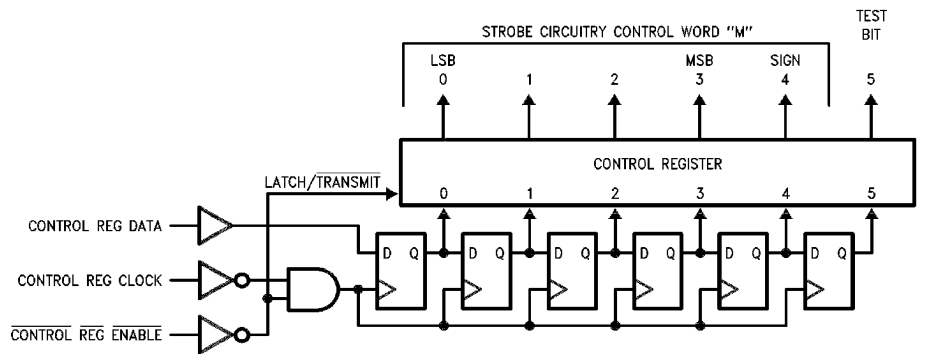 TEST
BIT
STROBE CIRCUITRY CONTROL WORD "M"
LSB MSB SIGN
0 1 2 3 4 5
CONTROL REGISTER
0 1 2 3 4 5
LATCH/TRANSMIT
CONTROL REG DATA
D Q D Q D Q D Q D Q D Q
CONTROL REG CLOCK
CONTROL REG ENABLE